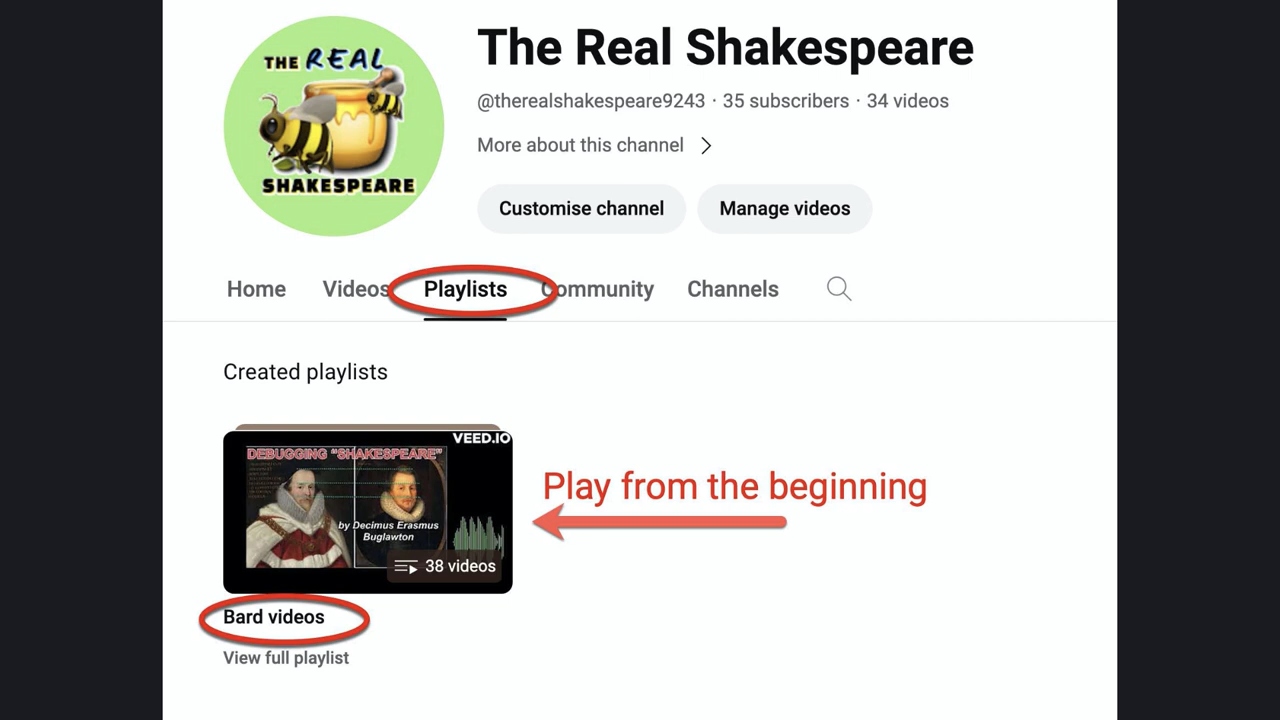 THE REAL
SHAKESPEARE
The Real Shakespeare
@therealshakespeare9243 · 35 subscribers · 34 videos
More about this channel
Customise channel
Manage videos
Home Videos Playlists Community Channels
Created playlists
VEED.IO
DEBUGGING "SHAKESPEARE"
by Decimus Erasmus
Buglawton
38 videos
Play from the beginning
Bard videos
View full playlist